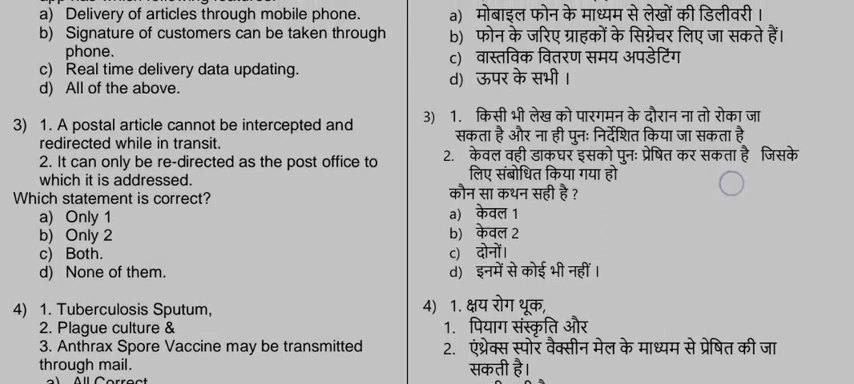 a) Delivery of articles through mobile phone.
b) Signature of customers can be taken through
phone.
c) Real time delivery data updating.
d) All of the above.
3) 1. A postal article cannot be intercepted and
redirected while in transit.
2. It can only be re-directed as the post office to
which it is addressed.
Which statement is correct?
a) Only 1
b) Only 2
c) Both.
d) None of them.
4) 1. Tuberculosis Sputum,
2. Plague culture &
3. Anthrax Spore Vaccine may be transmitted
through mail.
a) All Correct
a) मोबाइल फोन के माध्यम से लेखों की डिलीवरी ।
b) फोन के जरिए ग्राहकों के सिग्नेचर लिए जा सकते हैं।
c) वास्तविक वितरण समय अपडेटिंग
d) ऊपर के सभी ।
3) 1. किसी भी लेख को पारगमन के दौरान ना तो रोका जा
सकता है और ना ही पुनः निर्देशित किया जा सकता है
2. केवल वही डाकघर इसको पुनः प्रेषित कर सकता है जिसके
लिए संबोधित किया गया हो
कौन सा कथन सही है ?
a) केवल 1
b) केवल 2
c) दोनों।
d) इनमें से कोई भी नहीं ।
4) 1. क्षय रोग थूक,
1. पियाग संस्कृति और
2. एंथ्रेक्स स्पोर वैक्सीन मेल के माध्यम से प्रेषित की जा
सकती है।